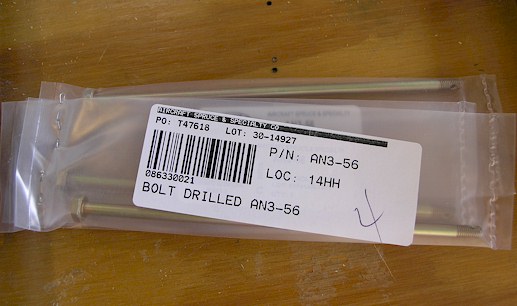 AIRCRAFT SPRUCE & SPECIALTY CO
PO: T47618 LOT: 30-14927
P/N: AN3-56
LOC: 14HH
086330021
BOLT DRILLED AN3-56
4